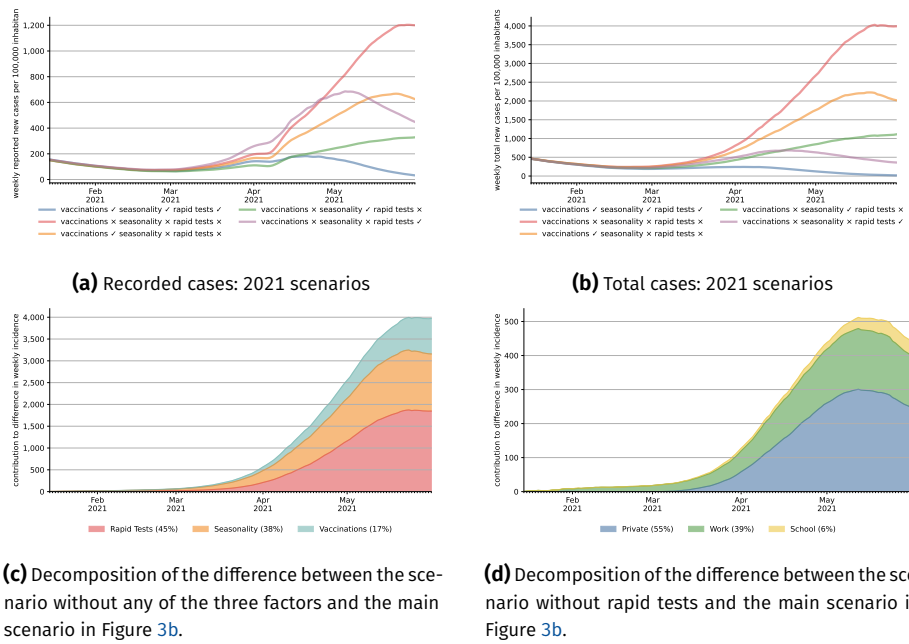 weekly reported new cases per 100,000 inhabitan
1,200
1,000
800
600
400
200
0
Feb
2021
Mar
2021
Apr
2021
May
2021
vaccinations ✓ seasonality ✓ rapid tests ✓
vaccinations × seasonality × rapid tests ×
vaccinations ✓ seasonality × rapid tests ×
vaccinations × seasonality ✓ rapid tests ×
vaccinations × seasonality × rapid tests ✓
(a) Recorded cases: 2021 scenarios
weekly total new cases per 100,000 inhabitants
4,000
3,500
3,000
2,500
2,000
1,500
1,000
500
0
Feb
2021
Mar
2021
Apr
2021
May
2021
vaccinations ✓ seasonality ✓ rapid tests ✓
vaccinations × seasonality × rapid tests ×
vaccinations ✓ seasonality × rapid tests ×
vaccinations × seasonality ✓ rapid tests ×
vaccinations × seasonality × rapid tests ✓
(b) Total cases: 2021 scenarios
contribution to difference in weekly incidence
4,000
3,500
3,000
2,500
2,000
1,500
1,000
500
0
Feb
2021
Mar
2021
Apr
2021
May
2021
Rapid Tests (45%)
Seasonality (38%)
Vaccinations (17%)
(c) Decomposition of the difference between the sce-
nario without any of the three factors and the main
scenario in Figure 3b.
contribution to difference in weekly incidence
500
400
300
200
100
0
Feb
2021
Mar
2021
Apr
2021
May
2021
Private (55%)
Work (39%)
School (6%)
(d) Decomposition of the difference between the sc
nario without rapid tests and the main scenario i
Figure 3b.